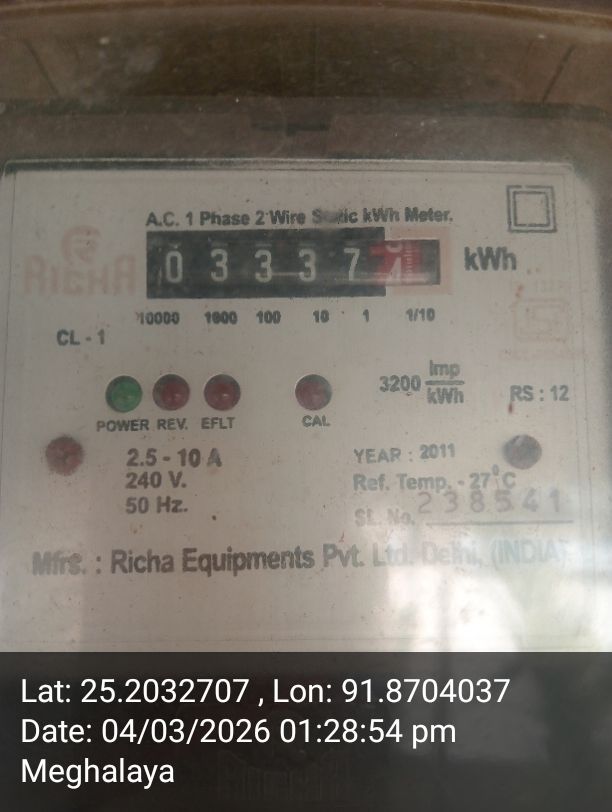 A.C. 1 Phase 2 Wire Static kWh Meter.
RICHA
0 3 3 3 7 4 kWh
10000 1000 100 10 1 1/10
CL - 1
3200 Imp/kWh
RS : 12
POWER REV. EFLT CAL
2.5 - 10 A
240 V.
50 Hz.
YEAR : 2011
Ref. Temp. - 27°C
SL. No. 238541
Mfrs. : Richa Equipments Pvt. Ltd. Delhi, (INDIA)
Lat: 25.2032707 , Lon: 91.8704037
Date: 04/03/2026 01:28:54 pm
Meghalaya